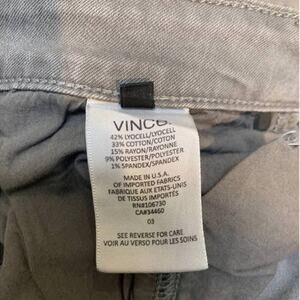 VINCE.
42% LYOCELL/LYOCELL
33% COTTON/COTON
15% RAYON/RAYONNE
9% POLYESTER/POLYESTER
1% SPANDEX/SPANDEX
MADE IN U.S.A.
OF IMPORTED FABRICS
FABRIQUE AUX ETATS-UNIS
DE TISSUS IMPORTÉS
RN#106730
CA#34460
03
SEE REVERSE FOR CARE
VOIR AU VERSO POUR LES SOINS